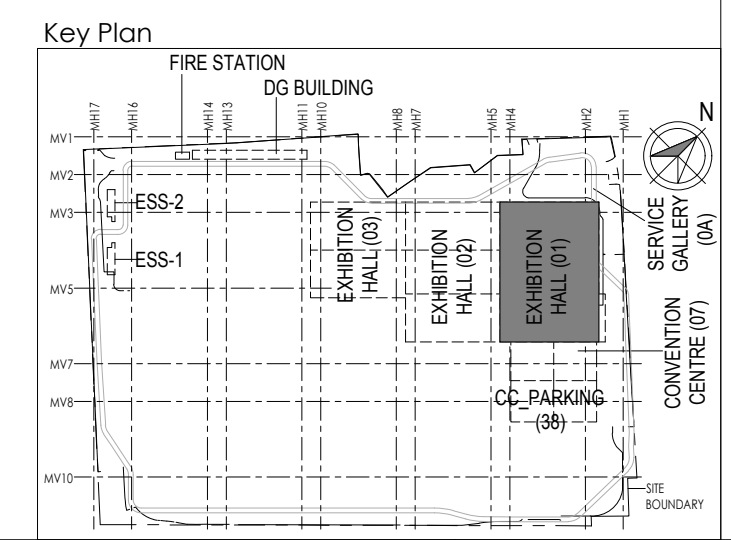 Key Plan
FIRE STATION
DG BUILDING
MH17
MH16
MH14
MH13
MH11
MH10
MH8
MH7
MH5
MH4
MH2
MH1
N
MV1
MV2
MV3
MV5
MV7
MV8
MV10
ESS-2
ESS-1
EXHIBITION
HALL (03)
EXHIBITION
HALL (02)
EXHIBITION
HALL (01)
SERVICE
GALLERY
(0A)
CONVENTION
CENTRE (07)
CC_PARKING
(38)
SITE
BOUNDARY